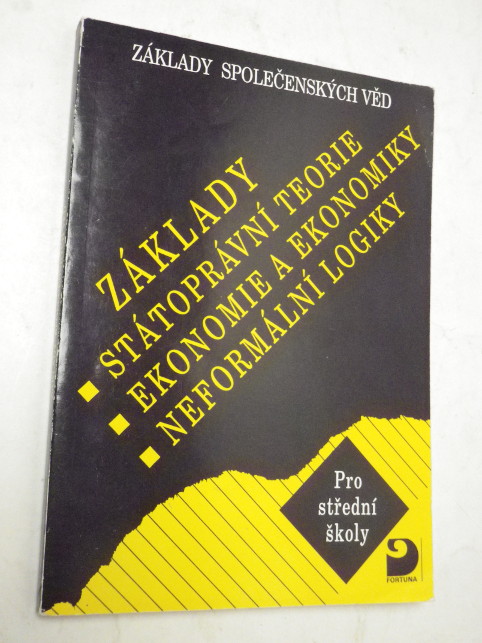 ZÁKLADY SPOLEČENSKÝCH VĚD
ZÁKLADY
STÁTOPRÁVNÍ TEORIE
EKONOMIE A EKONOMIKY
NEFORMÁLNÍ LOGIKY
Pro
střední
školy
FORTUNA